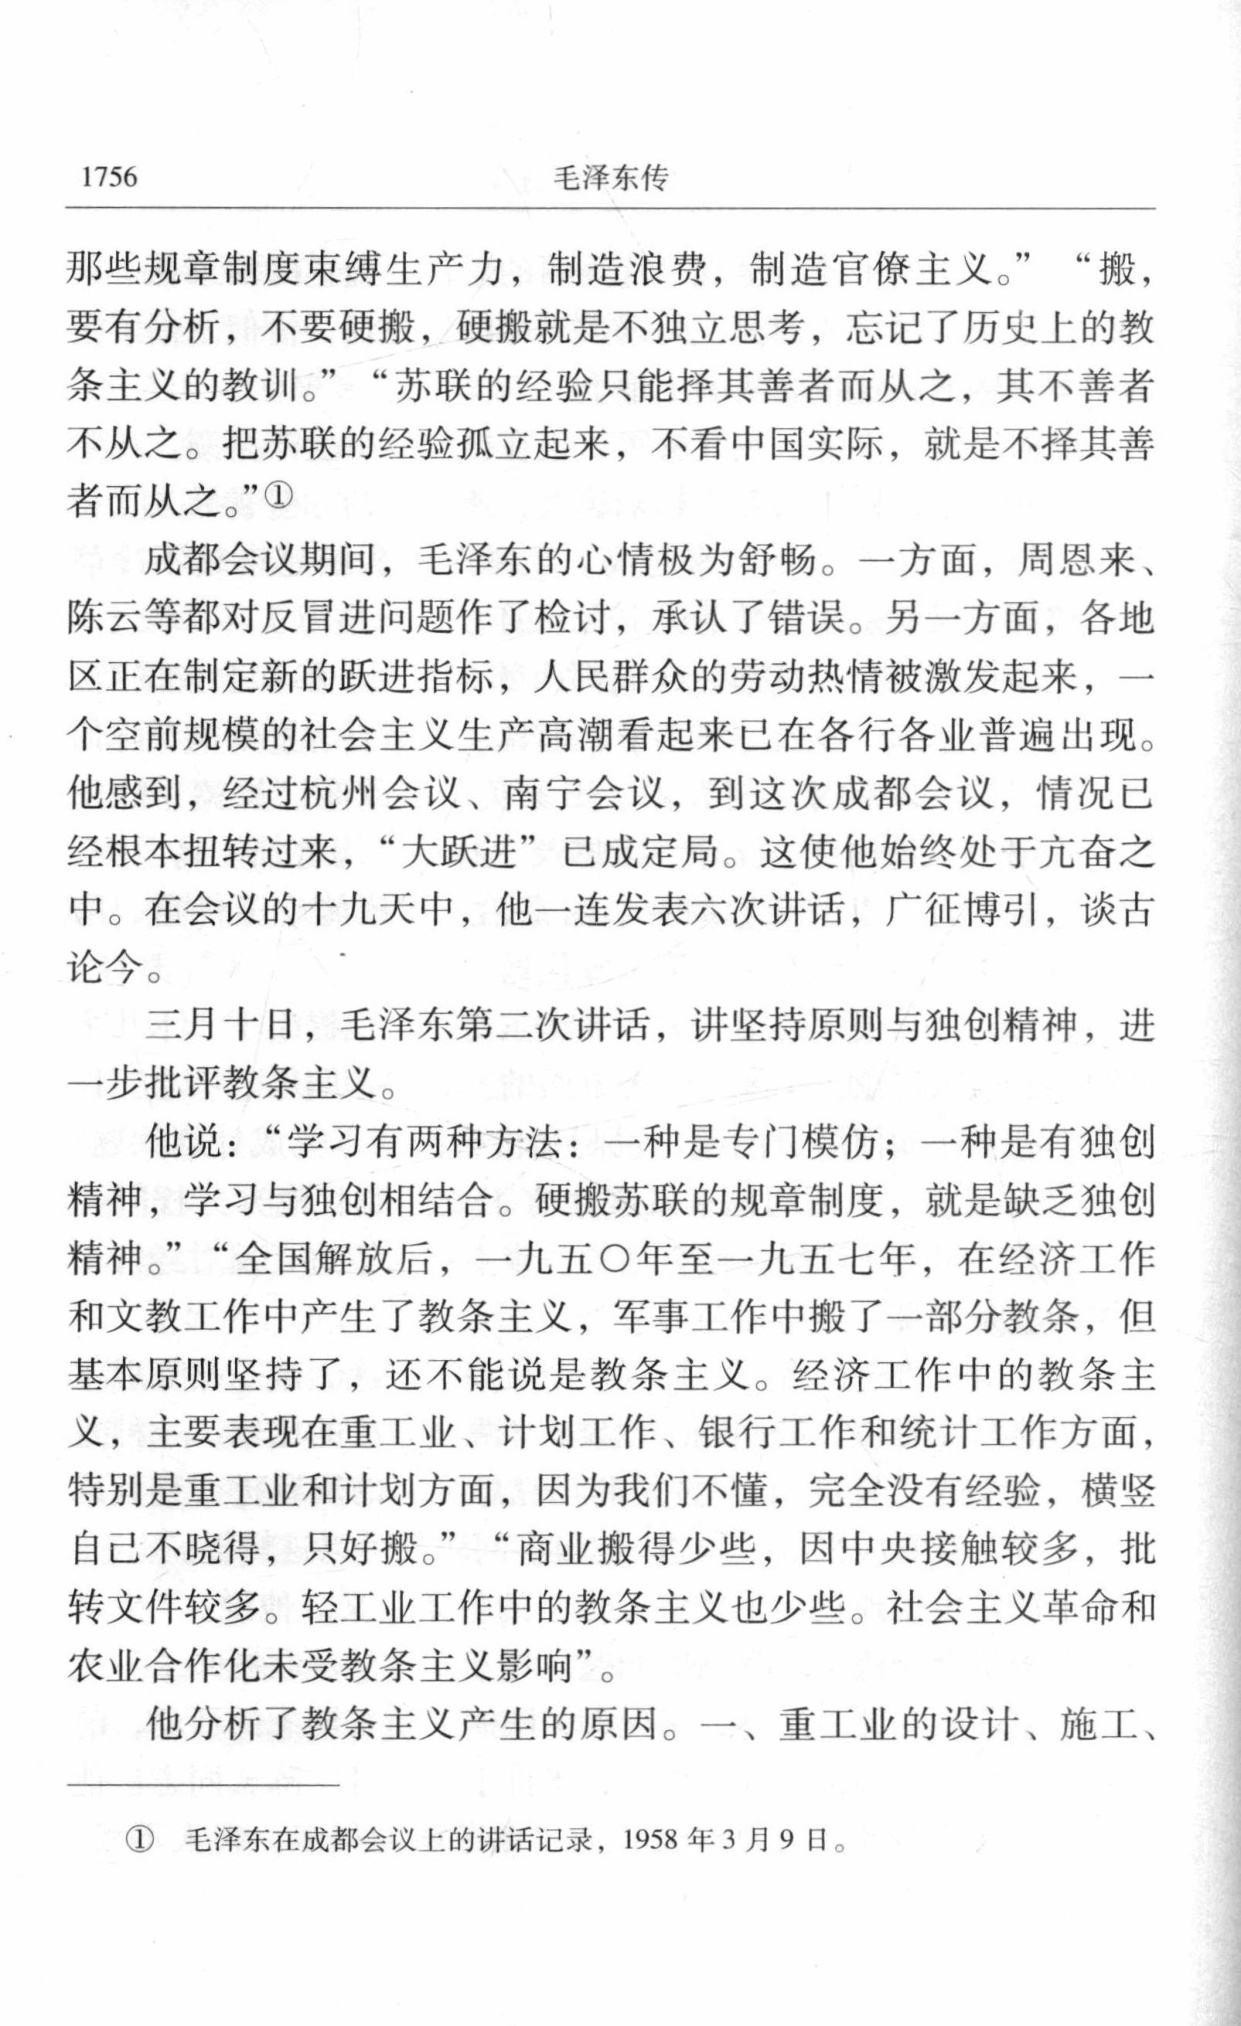 1756
毛泽东传
那些规章制度束缚生产力，制造浪费，制造官僚主义。”“搬，
要有分析，不要硬搬，硬搬就是不独立思考，忘记了历史上的教
条主义的教训。”“苏联的经验只能择其善者而从之，其不善者
不从之。把苏联的经验孤立起来，不看中国实际，就是不择其善
者而从之。”①
成都会议期间，毛泽东的心情极为舒畅。一方面，周恩来、
陈云等都对反冒进问题作了检讨，承认了错误。另一方面，各地
区正在制定新的跃进指标，人民群众的劳动热情被激发起来，一
个空前规模的社会主义生产高潮看起来已在各行各业普遍出现。
他感到，经过杭州会议、南宁会议，到这次成都会议，情况已
经根本扭转过来，“大跃进”已成定局。这使他始终处于亢奋之
中。在会议的十九天中，他一连发表六次讲话，广征博引，谈古
论今。
三月十日，毛泽东第二次讲话，讲坚持原则与独创精神，进
一步批评教条主义。
他说：“学习有两种方法：一种是专门模仿；一种是有独创
精神，学习与独创相结合。硬搬苏联的规章制度，就是缺乏独创
精神。”“全国解放后，一九五〇年至一九五七年，在经济工作
和文教工作中产生了教条主义，军事工作中搬了一部分教条，但
基本原则坚持了，还不能说是教条主义。经济工作中的教条主
义，主要表现在重工业、计划工作、银行工作和统计工作方面，
特别是重工业和计划方面，因为我们不懂，完全没有经验，横竖
自己不晓得，只好搬。”“商业搬得少些，因中央接触较多，批
转文件较多。轻工业工作中的教条主义也少些。社会主义革命和
农业合作化未受教条主义影响”。
他分析了教条主义产生的原因。一、重工业的设计、施工、
① 毛泽东在成都会议上的讲话记录，1958年3月9日。